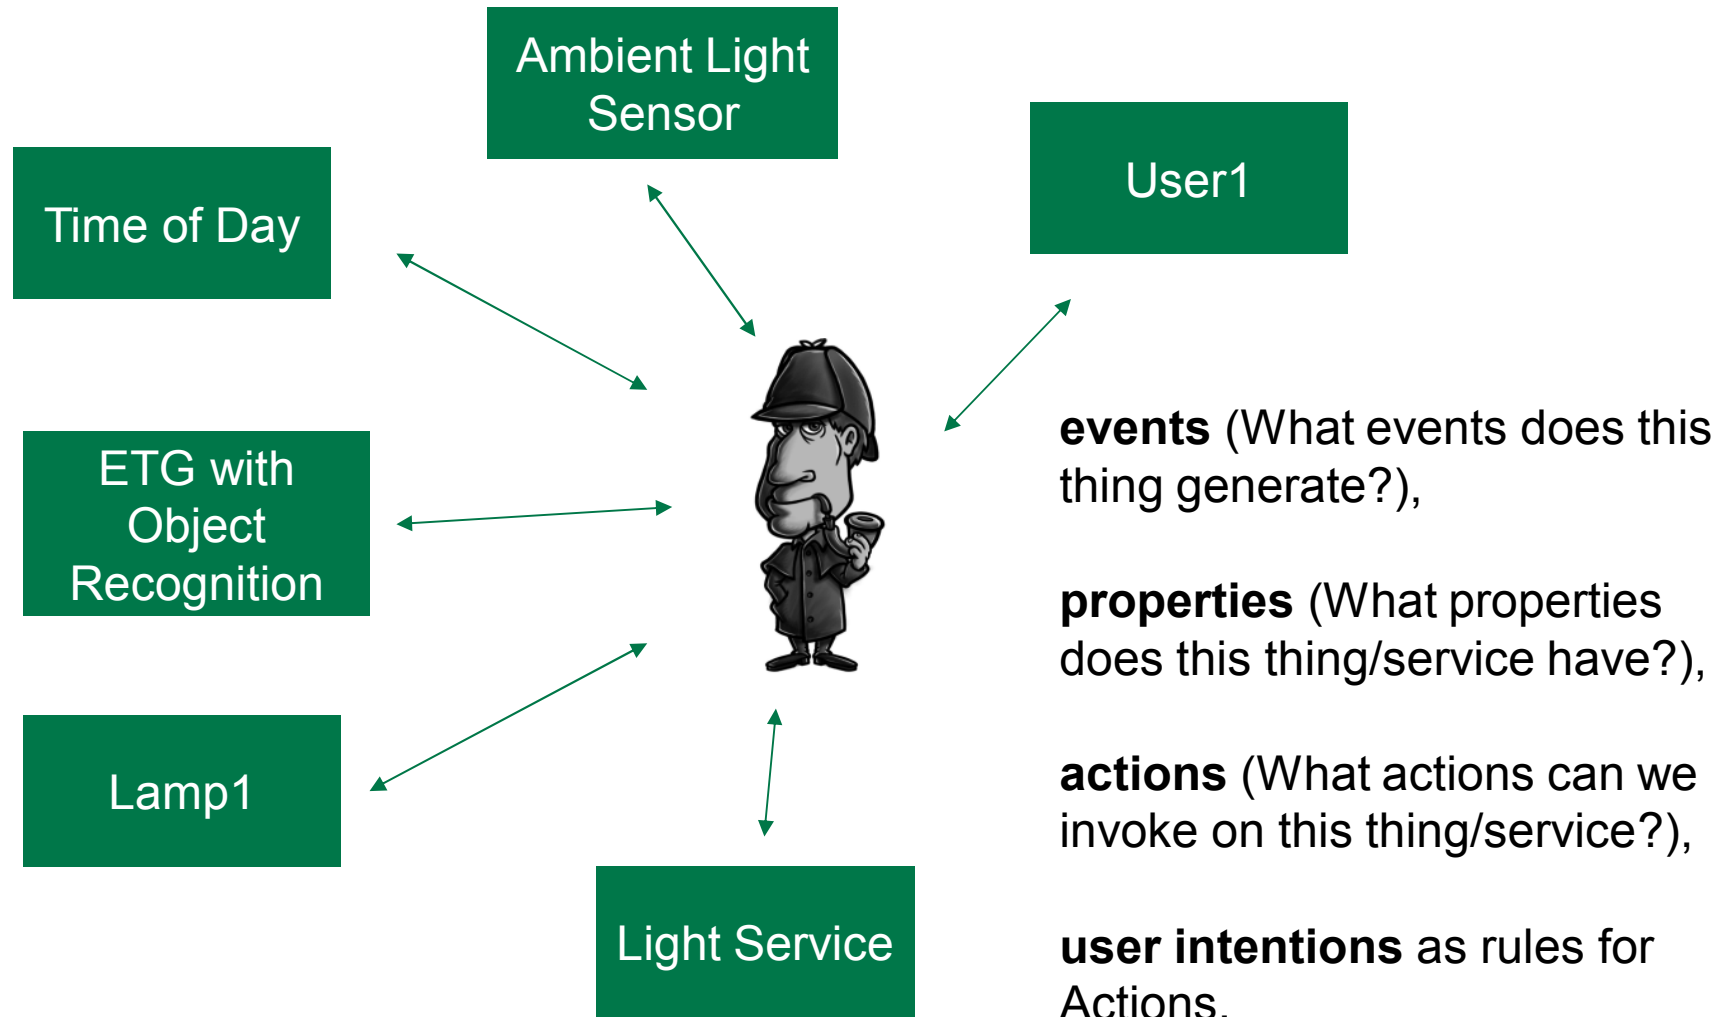 Ambient Light
Sensor
User1
Time of Day
ETG with
Object
Recognition
Lamp1
Light Service
events (What events does this
thing generate?),
properties (What properties
does this thing/service have?),
actions (What actions can we
invoke on this thing/service?),
user intentions as rules for
Actions.